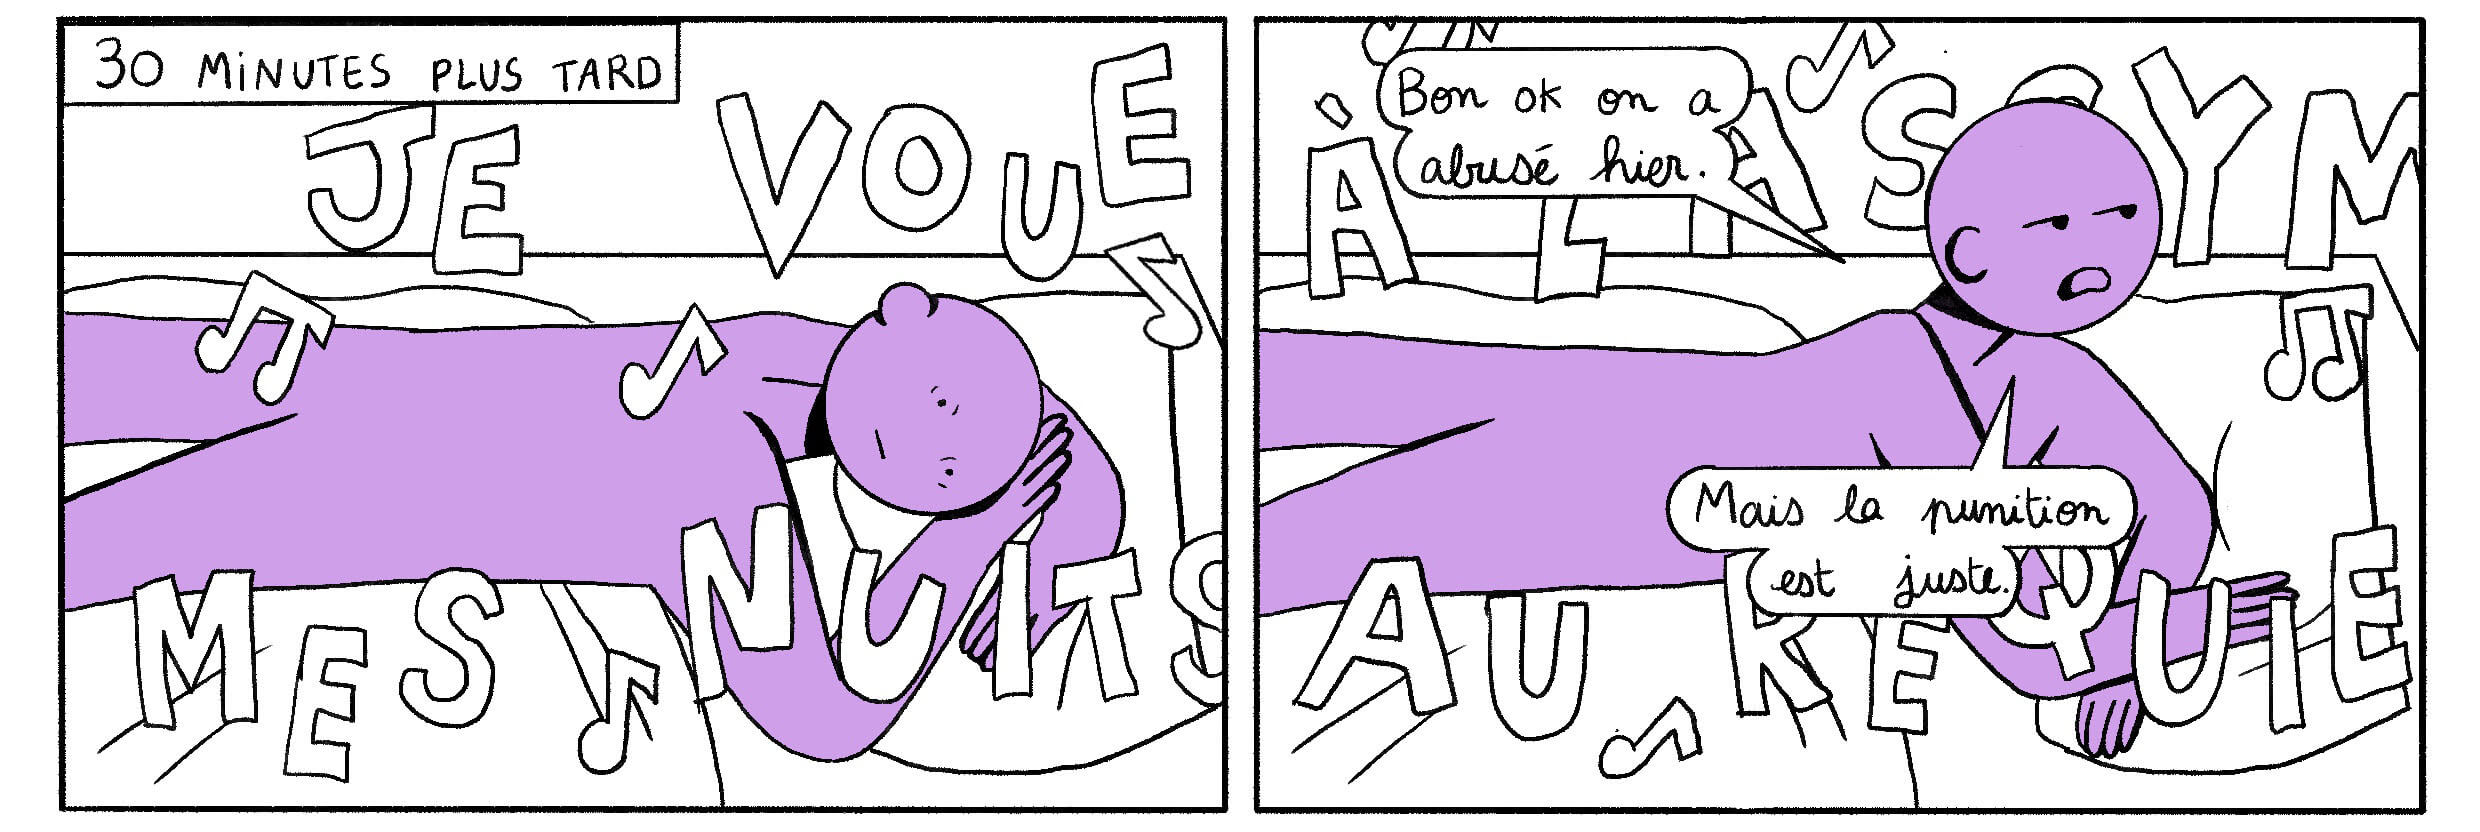 30 MINUTES PLUS TARD
JE VOUE
MES NUITS
Bon ok on a
abusé hier.
À L'ASSYM
Mais la punition
est juste.
AU REQUIE